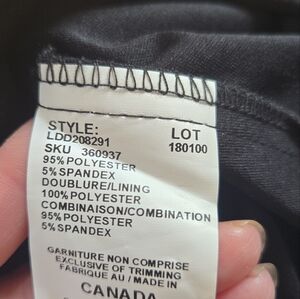 STYLE: LOT
LDD208291 180100
SKU 360937
95% POLYESTER
5% SPANDEX
DOUBLURE/LINING
100% POLYESTER
COMBINAISON/COMBINATION
95% POLYESTER
5% SPANDEX
GARNITURE NON COMPRISE
EXCLUSIVE OF TRIMMING
FABRIQUÉ AU / MADE IN
CANADA